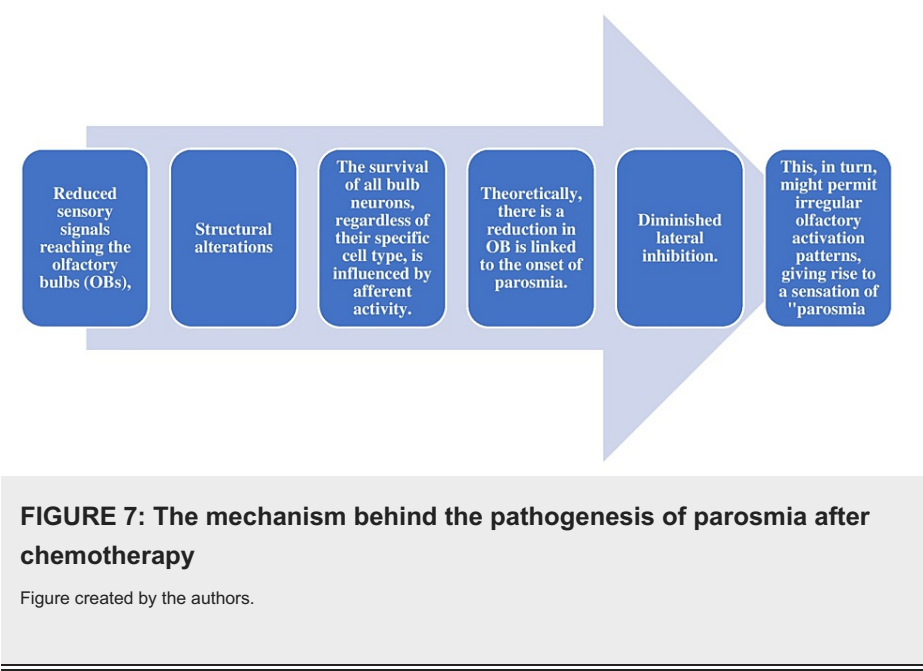 Reduced
sensory
signals
reaching the
olfactory
bulbs (OBs),
Structural
alterations
The survival
of all bulb
neurons,
regardless of
their specific
cell type, is
influenced by
afferent
activity.
Theoretically,
there is a
reduction in
OB is linked
to the onset of
parosmia.
Diminished
lateral
inhibition.
This, in turn,
might permit
irregular
olfactory
activation
patterns,
giving rise to
a sensation of
"parosmia
FIGURE 7: The mechanism behind the pathogenesis of parosmia after
chemotherapy
Figure created by the authors.